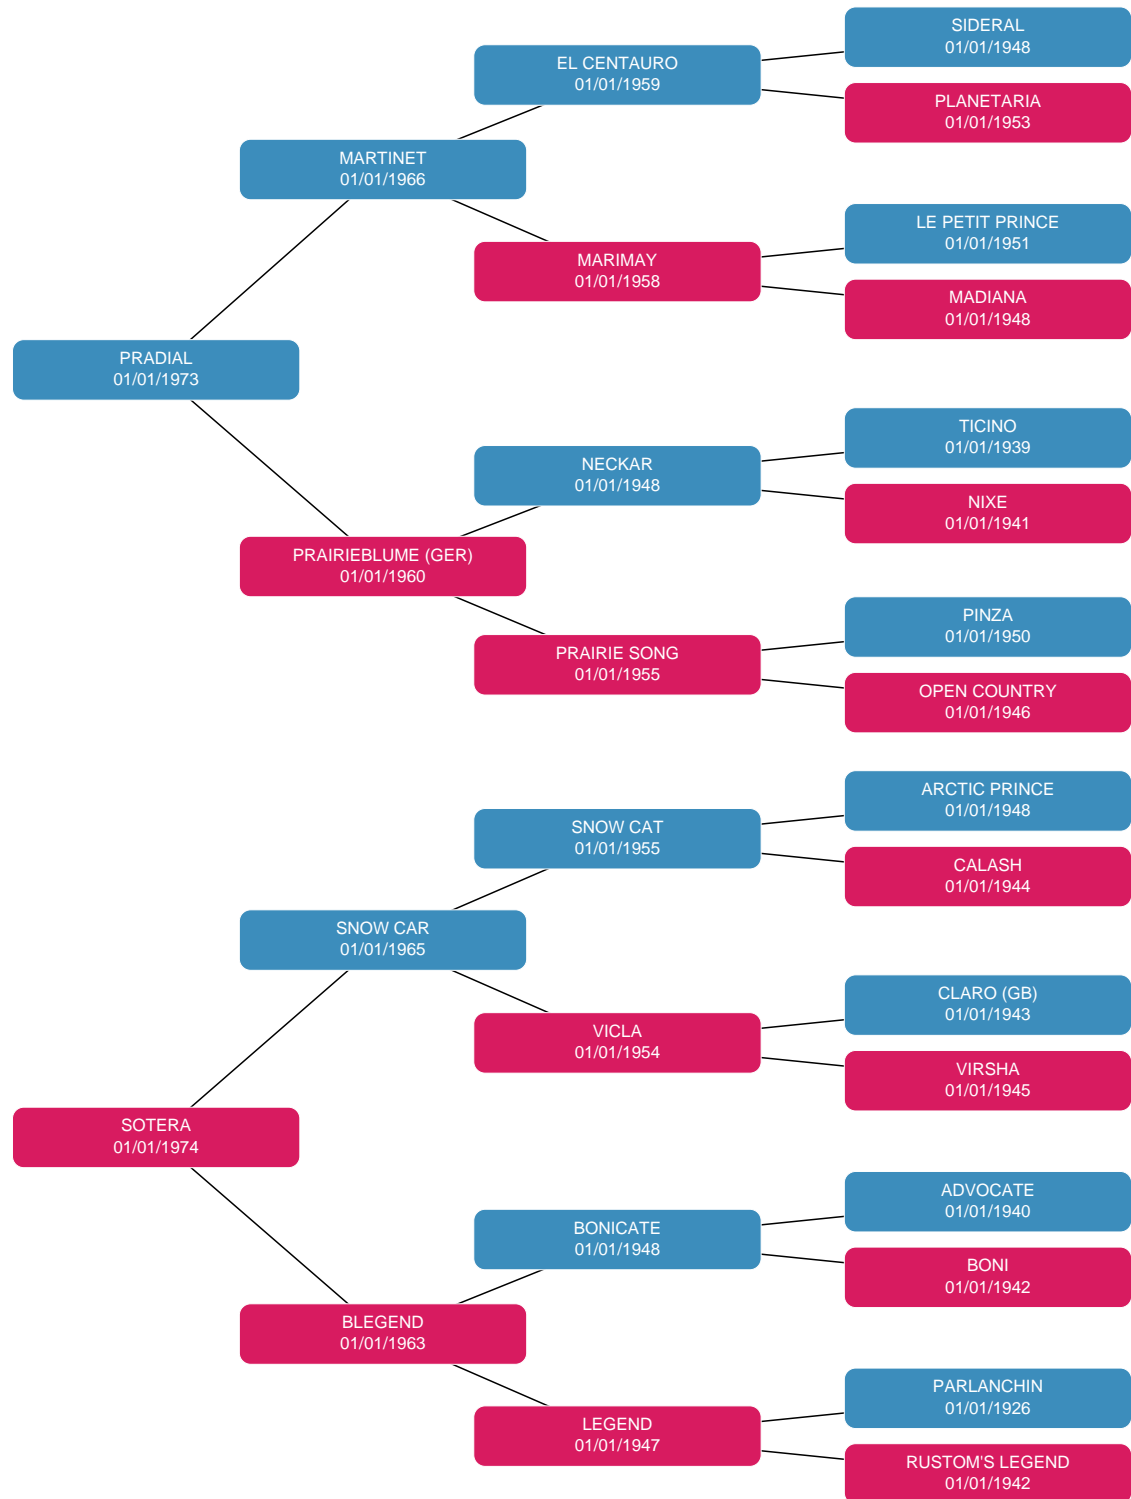 SIDERAL
01/01/1948
EL CENTAURO
01/01/1959
PLANETARIA
01/01/1953
MARTINET
01/01/1966
LE PETIT PRINCE
01/01/1951
MARIMAY
01/01/1958
MADIANA
01/01/1948
PRADIAL
01/01/1973
TICINO
01/01/1939
NECKAR
01/01/1948
NIXE
01/01/1941
PRAIRIEBLUME (GER)
01/01/1960
PINZA
01/01/1950
PRAIRIE SONG
01/01/1955
OPEN COUNTRY
01/01/1946
ARCTIC PRINCE
01/01/1948
SNOW CAT
01/01/1955
CALASH
01/01/1944
SNOW CAR
01/01/1965
CLARO (GB)
01/01/1943
VICLA
01/01/1954
VIRSHA
01/01/1945
SOTERA
01/01/1974
ADVOCATE
01/01/1940
BONICATE
01/01/1948
BONI
01/01/1942
BLEGEND
01/01/1963
PARLANCHIN
01/01/1926
LEGEND
01/01/1947
RUSTOM'S LEGEND
01/01/1942